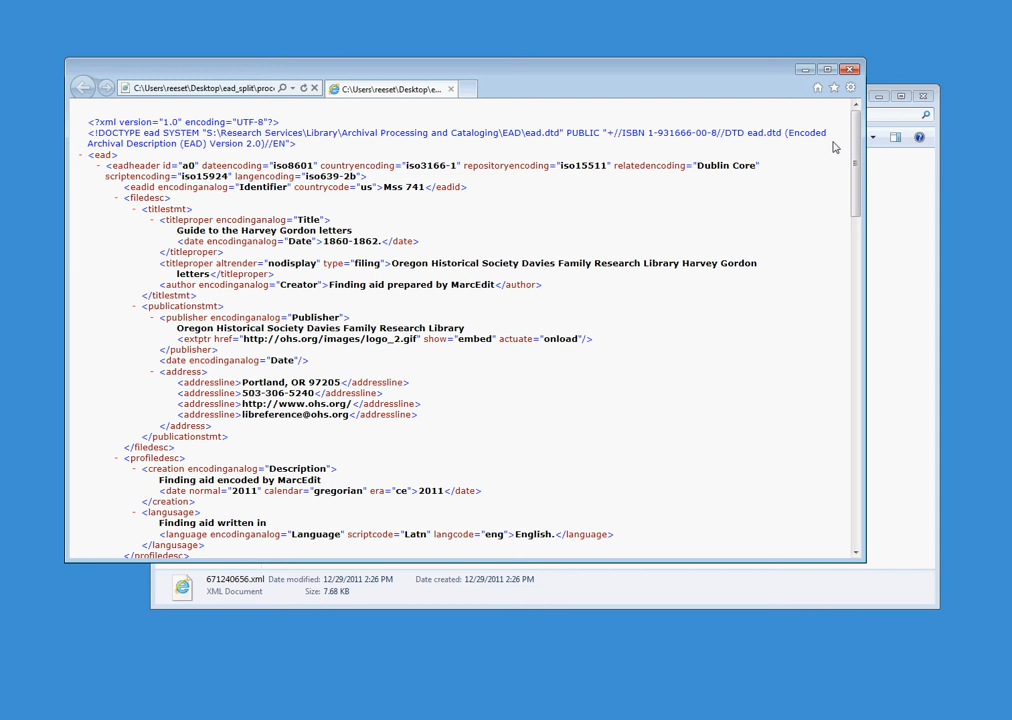 C:\Users\reeset\Desktop\ead_split\proc
C:\Users\reeset\Desktop\e...
<?xml version="1.0" encoding="UTF-8"?>
<!DOCTYPE ead SYSTEM "S:\Research Services\Library\Archival Processing and Cataloging\EAD\ead.dtd" PUBLIC "+//ISBN 1-931666-00-8//DTD ead.dtd (Encoded
Archival Description (EAD) Version 2.0)//EN">
- <ead>
- <eadheader id="a0" dateencoding="iso8601" countryencoding="iso3166-1" repositoryencoding="iso15511" relatedencoding="Dublin Core"
scriptencoding="iso15924" langencoding="iso639-2b">
<eadid encodinganalog="Identifier" countrycode="us">Mss 741</eadid>
- <filedesc>
- <titlestmt>
- <titleproper encodinganalog="Title">
Guide to the Harvey Gordon letters
<date encodinganalog="Date">1860-1862.</date>
</titleproper>
<titleproper altrender="nodisplay" type="filing">Oregon Historical Society Davies Family Research Library Harvey Gordon
letters</titleproper>
<author encodinganalog="Creator">Finding aid prepared by MarcEdit</author>
</titlestmt>
- <publicationstmt>
- <publisher encodinganalog="Publisher">
Oregon Historical Society Davies Family Research Library
<extptr href="http://ohs.org/images/logo_2.gif" show="embed" actuate="onload"/>
</publisher>
<date encodinganalog="Date"/>
- <address>
<addressline>Portland, OR 97205</addressline>
<addressline>503-306-5240</addressline>
<addressline>http://www.ohs.org/</addressline>
<addressline>libreference@ohs.org</addressline>
</address>
</publicationstmt>
</filedesc>
- <profiledesc>
- <creation encodinganalog="Description">
Finding aid encoded by MarcEdit
<date normal="2011" calendar="gregorian" era="ce">2011</date>
</creation>
- <langusage>
Finding aid written in
<language encodinganalog="Language" scriptcode="Latn" langcode="eng">English.</language>
</langusage>
</profiledesc>
671240656.xml Date modified: 12/29/2011 2:26 PM Date created: 12/29/2011 2:26 PM
XML Document Size: 7.68 KB